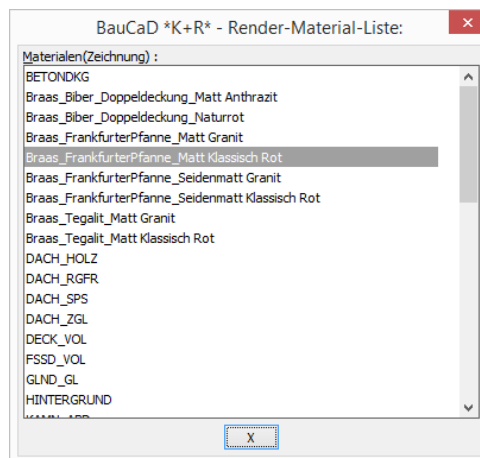 BauCaD *K+R* - Render-Material-Liste:
Materialen(Zeichnung) :
BETONDKG
Braas_Biber_Doppeldeckung_Matt Anthrazit
Braas_Biber_Doppeldeckung_Naturrot
Braas_FrankfurterPfanne_Matt Granit
Braas_FrankfurterPfanne_Matt Klassisch Rot
Braas_FrankfurterPfanne_Seidenmatt Granit
Braas_FrankfurterPfanne_Seidenmatt Klassisch Rot
Braas_Tegalit_Matt Granit
Braas_Tegalit_Matt Klassisch Rot
DACH_HOLZ
DACH_RGFR
DACH_SPS
DACH_ZGL
DECK_VOL
FSSD_VOL
GLND_GL
HINTERGRUND
X